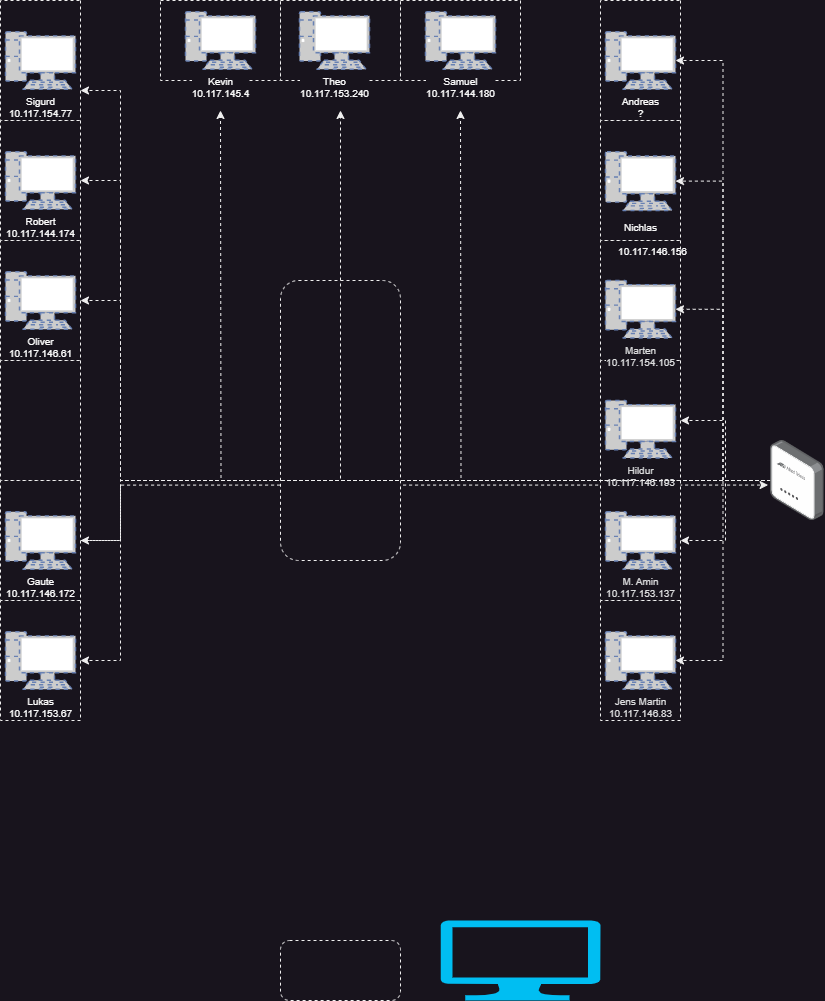 Kevin
10.117.145.4
Theo
10.117.153.240
Samuel
10.117.144.180
Sigurd
10.117.154.77
Robert
10.117.144.174
Oliver
10.117.146.61
Gaute
10.117.146.172
Lukas
10.117.153.67
Andreas
?
Nichlas
10.117.146.156
Marten
10.117.154.105
Hildur
10.117.146.193
M. Amin
10.117.153.137
Jens Martin
10.117.146.83